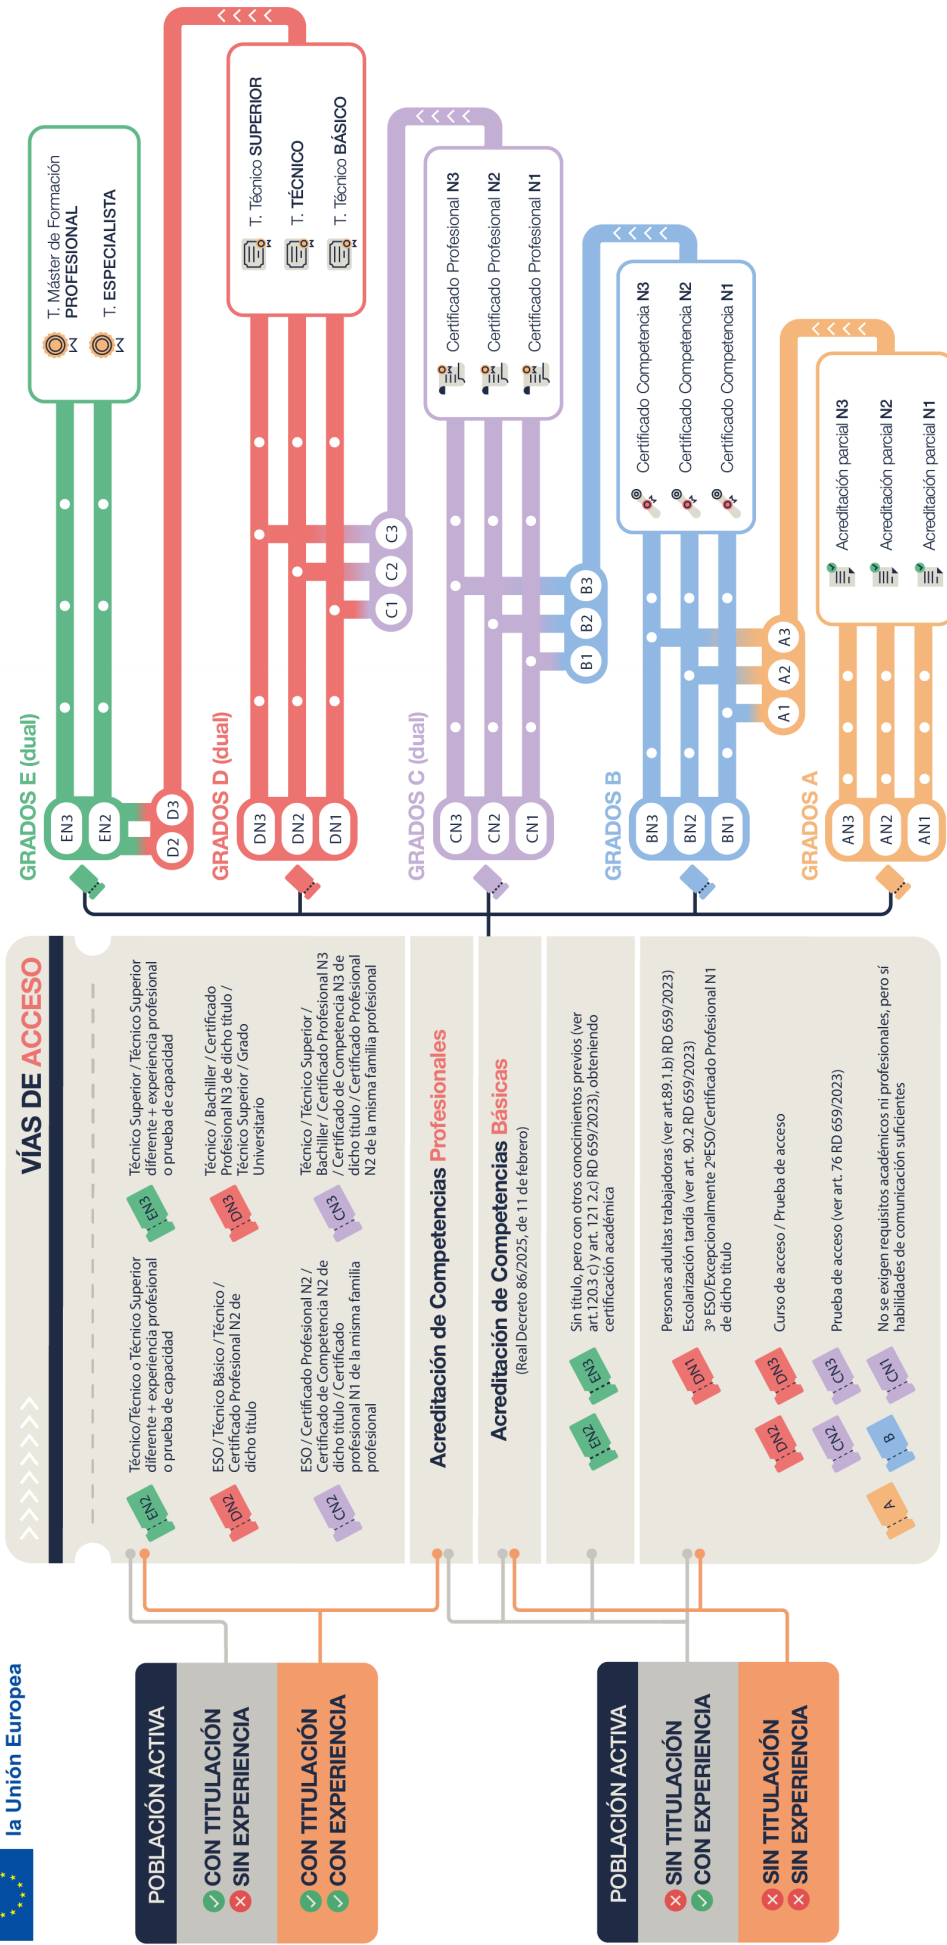 la Unión Europea
POBLACIÓN ACTIVA
CON TITULACIÓN
SIN EXPERIENCIA
CON TITULACIÓN
CON EXPERIENCIA
POBLACIÓN ACTIVA
SIN TITULACIÓN
CON EXPERIENCIA
SIN TITULACIÓN
SIN EXPERIENCIA
VÍAS DE ACCESO
EN2
Técnico/Técnico o Técnico Superior
diferente + experiencia profesional
o prueba de capacidad
EN3
Técnico Superior / Técnico Superior
diferente + experiencia profesional
o prueba de capacidad
DN2
ESO / Técnico Básico / Técnico /
Certificado Profesional N2 de
dicho título
DN3
Técnico / Bachiller / Certificado
Profesional N3 de dicho título /
Técnico Superior / Grado
Universitario
CN2
ESO / Certificado Profesional N2 /
Certificado de Competencia N2 de
dicho título / Certificado
profesional N1 de la misma familia
profesional
CN3
Técnico / Técnico Superior /
Bachiller / Certificado Profesional N3
/ Certificado de Competencia N3 de
dicho título / Certificado Profesional
N2 de la misma familia profesional
Acreditación de Competencias Profesionales
Acreditación de Competencias Básicas
(Real Decreto 86/2025, de 11 de febrero)
EN2
EN3
Sin título, pero con otros conocimientos previos (ver
art.120.3 c) y art. 121 2.c) RD 659/2023), obteniendo
certificación académica
DN1
Personas adultas trabajadoras (ver art.89.1.b) RD 659/2023)
Escolarización tardía (ver art. 90.2 RD 659/2023)
3º ESO/Excepcionalmente 2ºESO/Certificado Profesional N1
de dicho título
DN2
DN3
Curso de acceso / Prueba de acceso
CN2
CN3
Prueba de acceso (ver art. 76 RD 659/2023)
A
B
CN1
No se exigen requisitos académicos ni profesionales, pero sí
habilidades de comunicación suficientes
GRADOS E (dual)
EN3
EN2
T. Máster de Formación
PROFESIONAL
T. ESPECIALISTA
D2
D3
GRADOS D (dual)
DN3
DN2
DN1
T. Técnico SUPERIOR
T. TÉCNICO
T. Técnico BÁSICO
C1
C2
C3
GRADOS C (dual)
CN3
CN2
CN1
Certificado Profesional N3
Certificado Profesional N2
Certificado Profesional N1
B1
B2
B3
GRADOS B
BN3
BN2
BN1
Certificado Competencia N3
Certificado Competencia N2
Certificado Competencia N1
A1
A2
A3
GRADOS A
AN3
AN2
AN1
Acreditación parcial N3
Acreditación parcial N2
Acreditación parcial N1